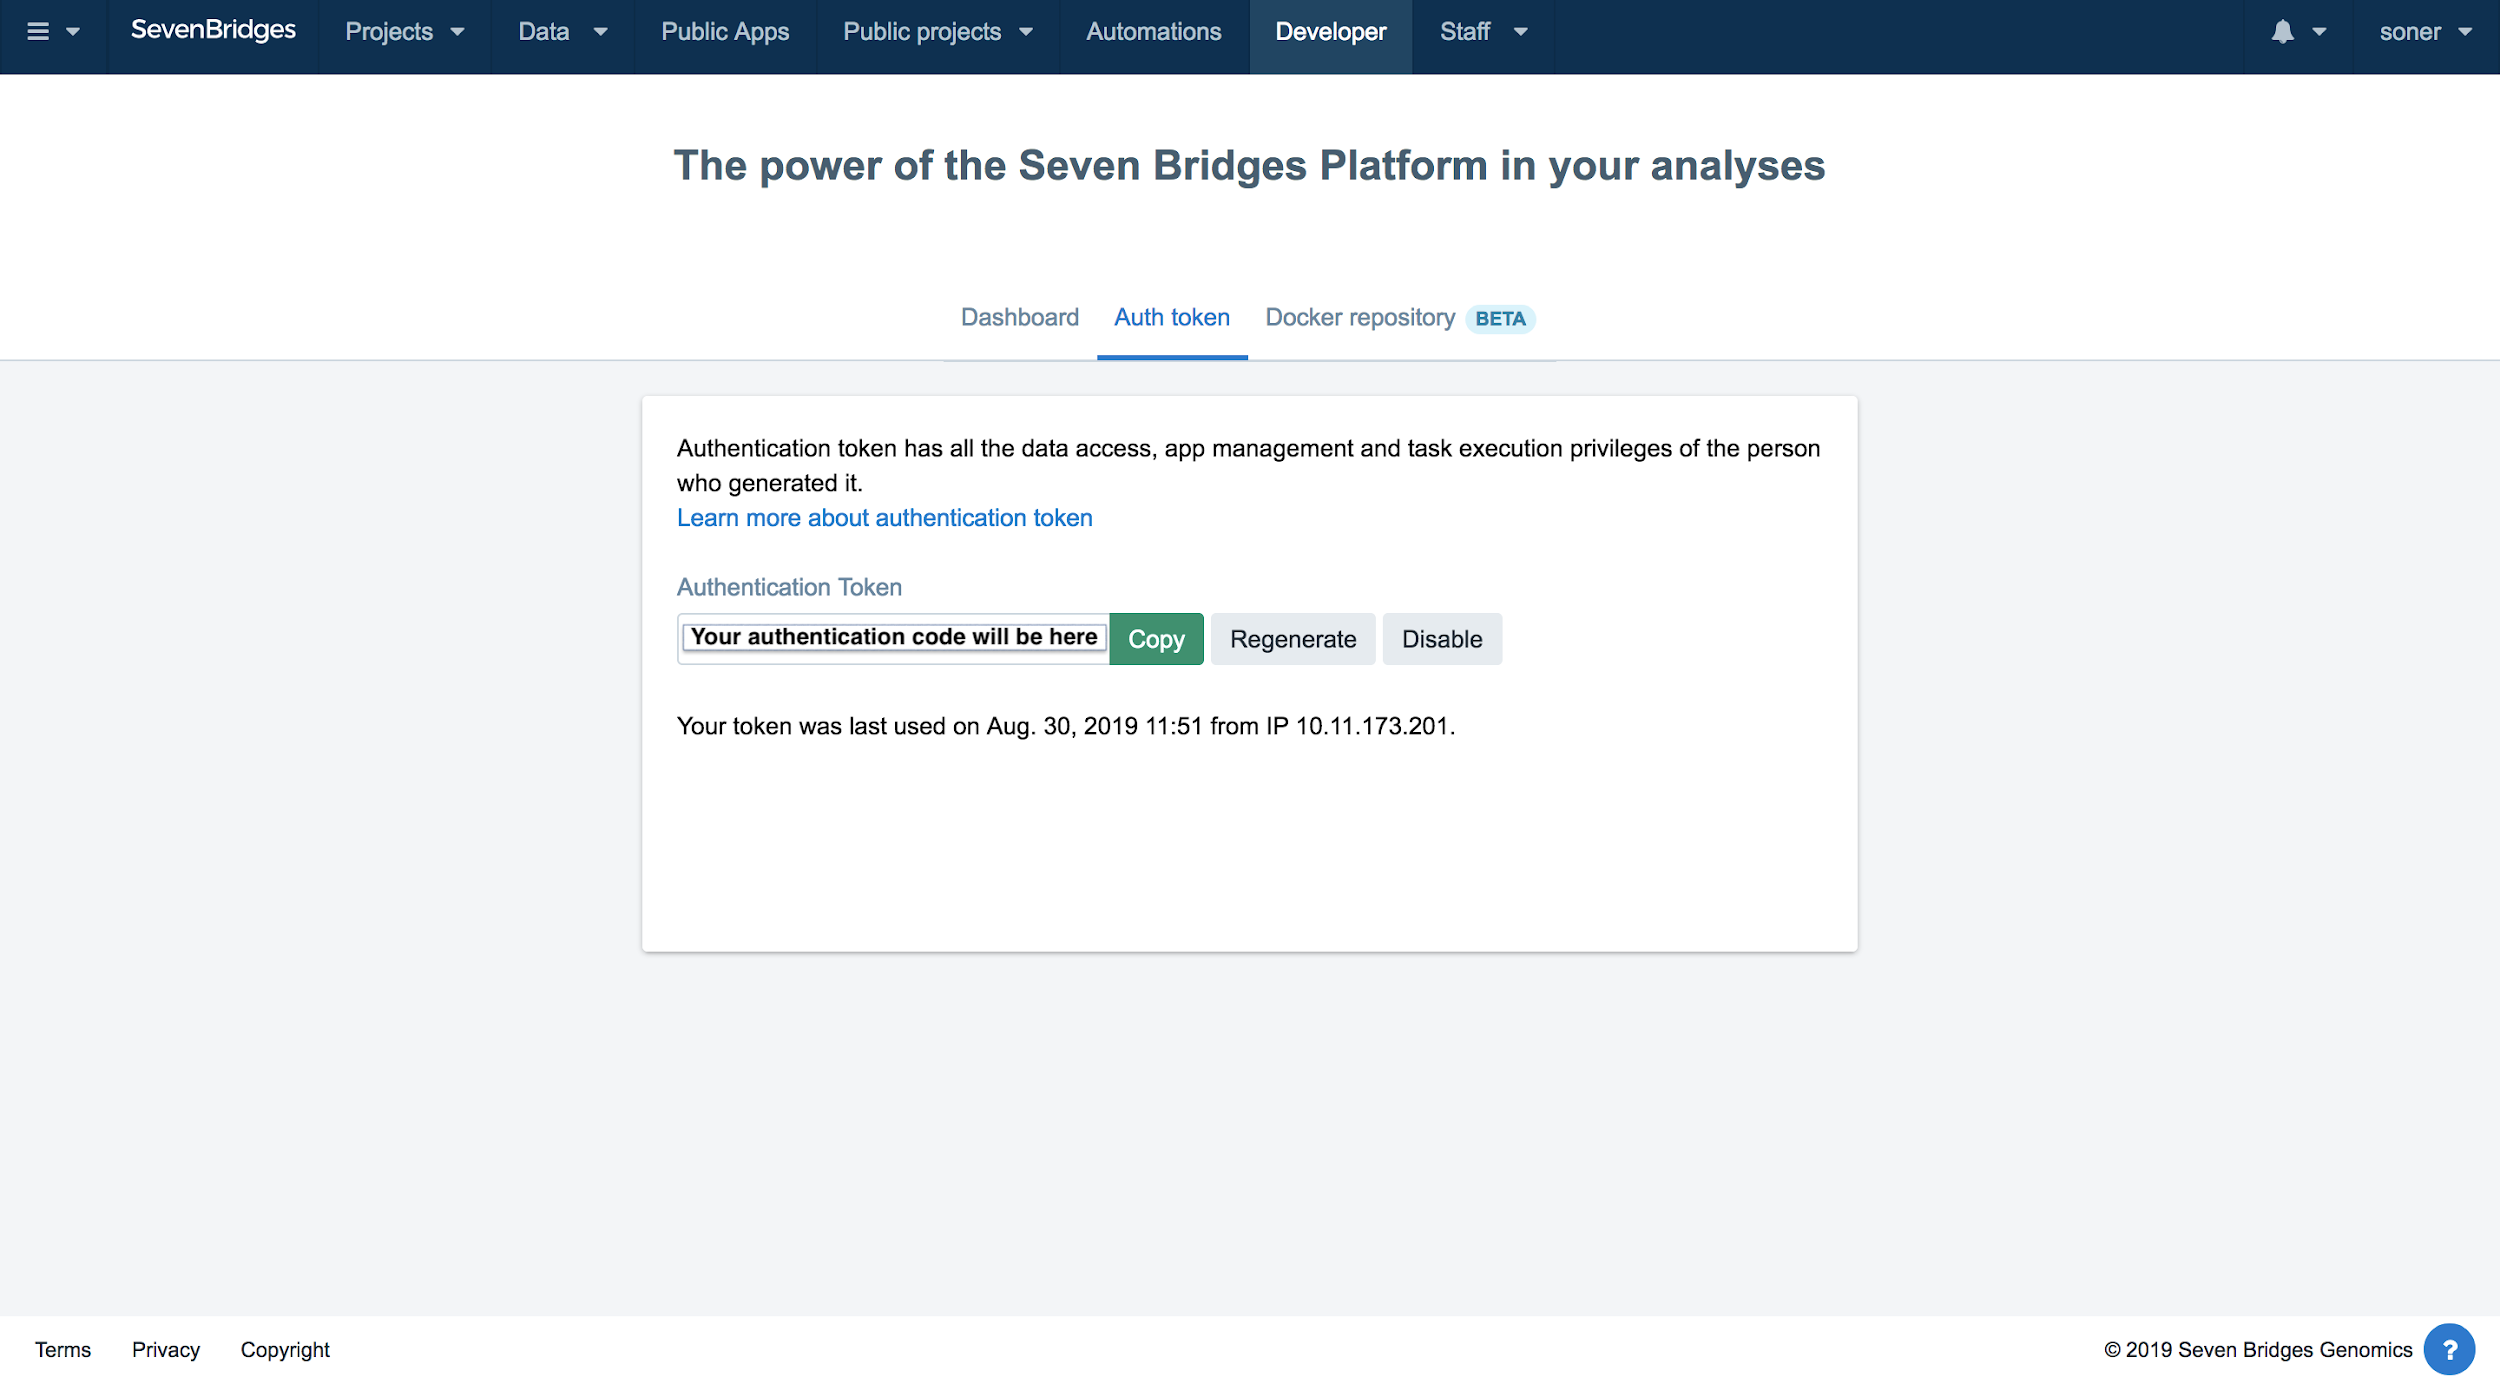 SevenBridges Projects Data Public Apps Public projects Automations Developer Staff soner
The power of the Seven Bridges Platform in your analyses
Dashboard Auth token Docker repository BETA
Authentication token has all the data access, app management and task execution privileges of the person
who generated it.
Learn more about authentication token
Authentication Token
Your authentication code will be here Copy Regenerate Disable
Your token was last used on Aug. 30, 2019 11:51 from IP 10.11.173.201.
Terms Privacy Copyright © 2019 Seven Bridges Genomics ?